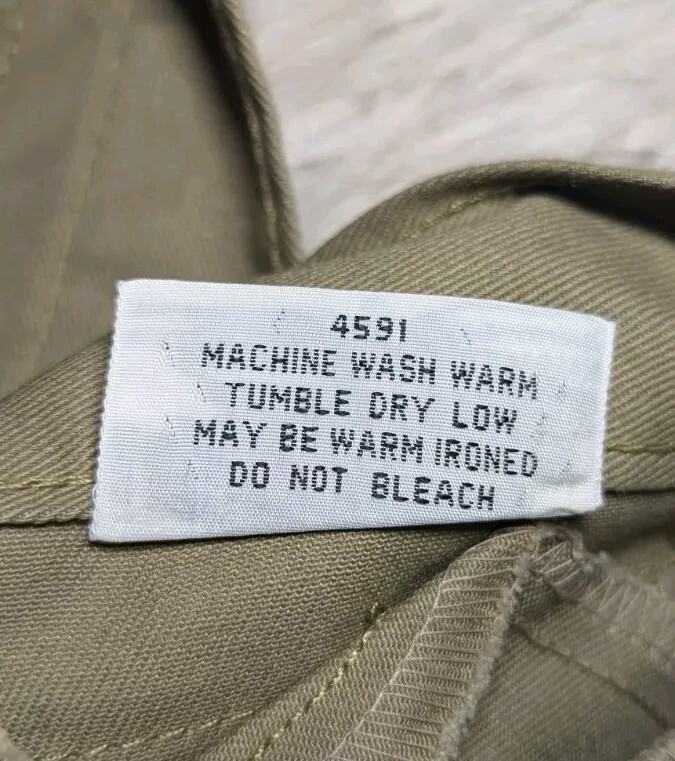 4591
MACHINE WASH WARM
TUMBLE DRY LOW
MAY BE WARM IRONED
DO NOT BLEACH